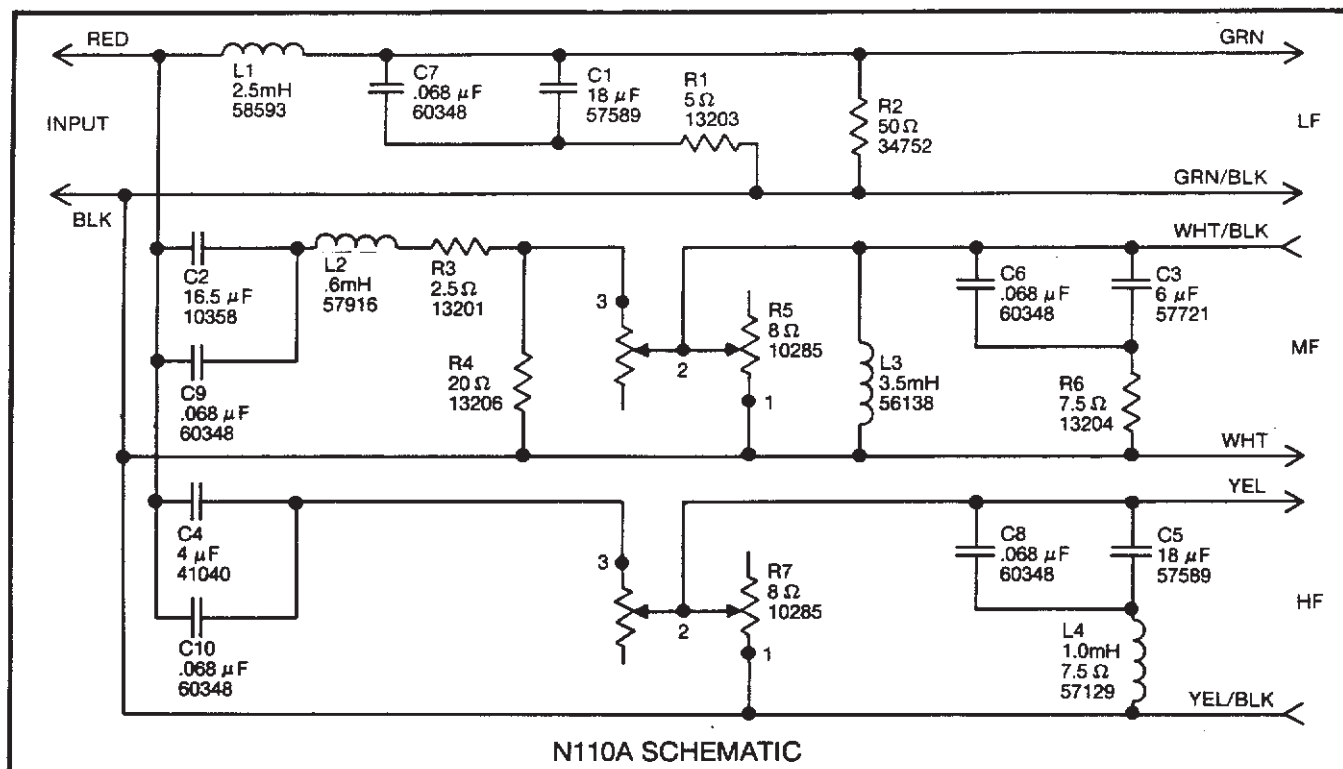 RED
GRN
L1
2.5mH
58593
C7
.068 µF
60348
C1
18 µF
57589
R1
5 Ω
13203
R2
50 Ω
34752
INPUT
LF
BLK
GRN/BLK
WHT/BLK
C2
16.5 µF
10358
L2
.6mH
57916
R3
2.5 Ω
13201
3
R5
8 Ω
10285
2
1
C6
.068 µF
60348
C3
6 µF
57721
C9
.068 µF
60348
R4
20 Ω
13206
L3
3.5mH
56138
R6
7.5 Ω
13204
MF
WHT
YEL
C4
4 µF
41040
3
R7
8 Ω
10285
2
1
C8
.068 µF
60348
C5
18 µF
57589
HF
C10
.068 µF
60348
L4
1.0mH
7.5 Ω
57129
YEL/BLK
N110A SCHEMATIC